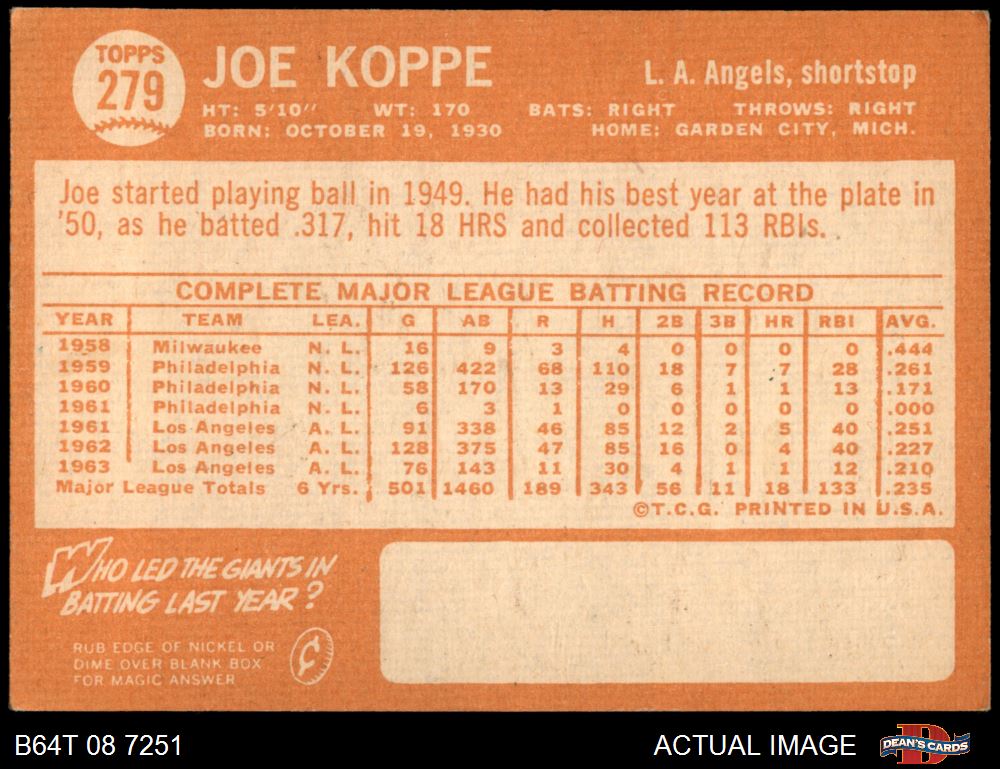 TOPPS
279
JOE KOPPE
L. A. Angels, shortstop
HT: 5'10" WT: 170 BATS: RIGHT THROWS: RIGHT
BORN: OCTOBER 19, 1930 HOME: GARDEN CITY, MICH.
Joe started playing ball in 1949. He had his best year at the plate in
'50, as he batted .317, hit 18 HRS and collected 113 RBIs.
COMPLETE MAJOR LEAGUE BATTING RECORD
YEAR TEAM LEA. G AB R H 2B 3B HR RBI AVG.
1958 Milwaukee N. L. 16 9 3 4 0 0 0 0 .444
1959 Philadelphia N. L. 126 422 68 110 18 7 7 28 .261
1960 Philadelphia N. L. 58 170 13 29 6 1 1 13 .171
1961 Philadelphia N. L. 6 3 1 0 0 0 0 0 .000
1961 Los Angeles A. L. 91 338 46 85 12 2 5 40 .251
1962 Los Angeles A. L. 128 375 47 85 16 0 4 40 .227
1963 Los Angeles A. L. 76 143 11 30 4 1 1 12 .210
Major League Totals 6 Yrs. 501 1460 189 343 56 11 18 133 .235
©T.C.G. PRINTED IN U.S.A.
WHO LED THE GIANTS IN
BATTING LAST YEAR?
RUB EDGE OF NICKEL OR
DIME OVER BLANK BOX
FOR MAGIC ANSWER
¢
B64T 08 7251
ACTUAL IMAGE
B
DEAN'S CARDS